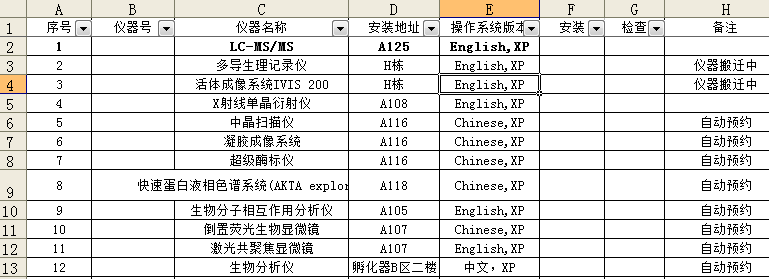 A B C D E F G H
1 序号 仪器号 仪器名称 安装地址 操作系统版本 安装 检查 备注
2 1 LC-MS/MS A125 English,XP
3 2 多导生理记录仪 H栋 English,XP 仪器搬迁中
4 3 活体成像系统IVIS 200 H栋 English,XP 仪器搬迁中
5 4 X射线单晶衍射仪 A108 English,XP
6 5 中晶扫描仪 A116 Chinese,XP 自动预约
7 6 凝胶成像系统 A116 Chinese,XP 自动预约
8 7 超级酶标仪 A116 Chinese,XP 自动预约
9 8 快速蛋白液相色谱系统(AKTA explor A118 Chinese,XP 自动预约
10 9 生物分子相互作用分析仪 A105 English,XP 自动预约
11 10 倒置荧光生物显微镜 A107 Chinese,XP 自动预约
12 11 激光共聚焦显微镜 A107 English,XP 自动预约
13 12 生物分析仪 孵化器B区二楼 中文，XP 自动预约